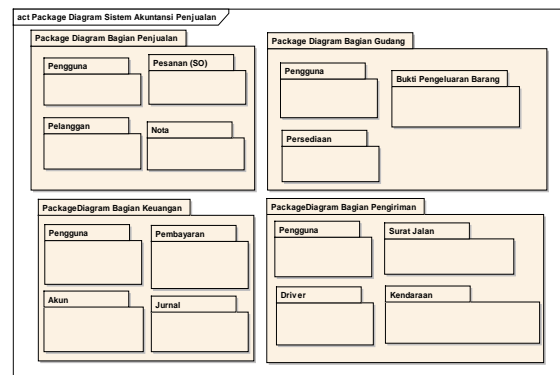 act Package Diagram Sistem Akuntansi Penjualan
Package Diagram Bagian Penjualan
Pengguna
Pesanan (SO)
Pelanggan
Nota
Package Diagram Bagian Gudang
Pengguna
Bukti Pengeluaran Barang
Persediaan
PackageDiagram Bagian Keuangan
Pengguna
Pembayaran
Akun
Jurnal
PackageDiagram Bagian Pengiriman
Pengguna
Surat Jalan
Driver
Kendaraan